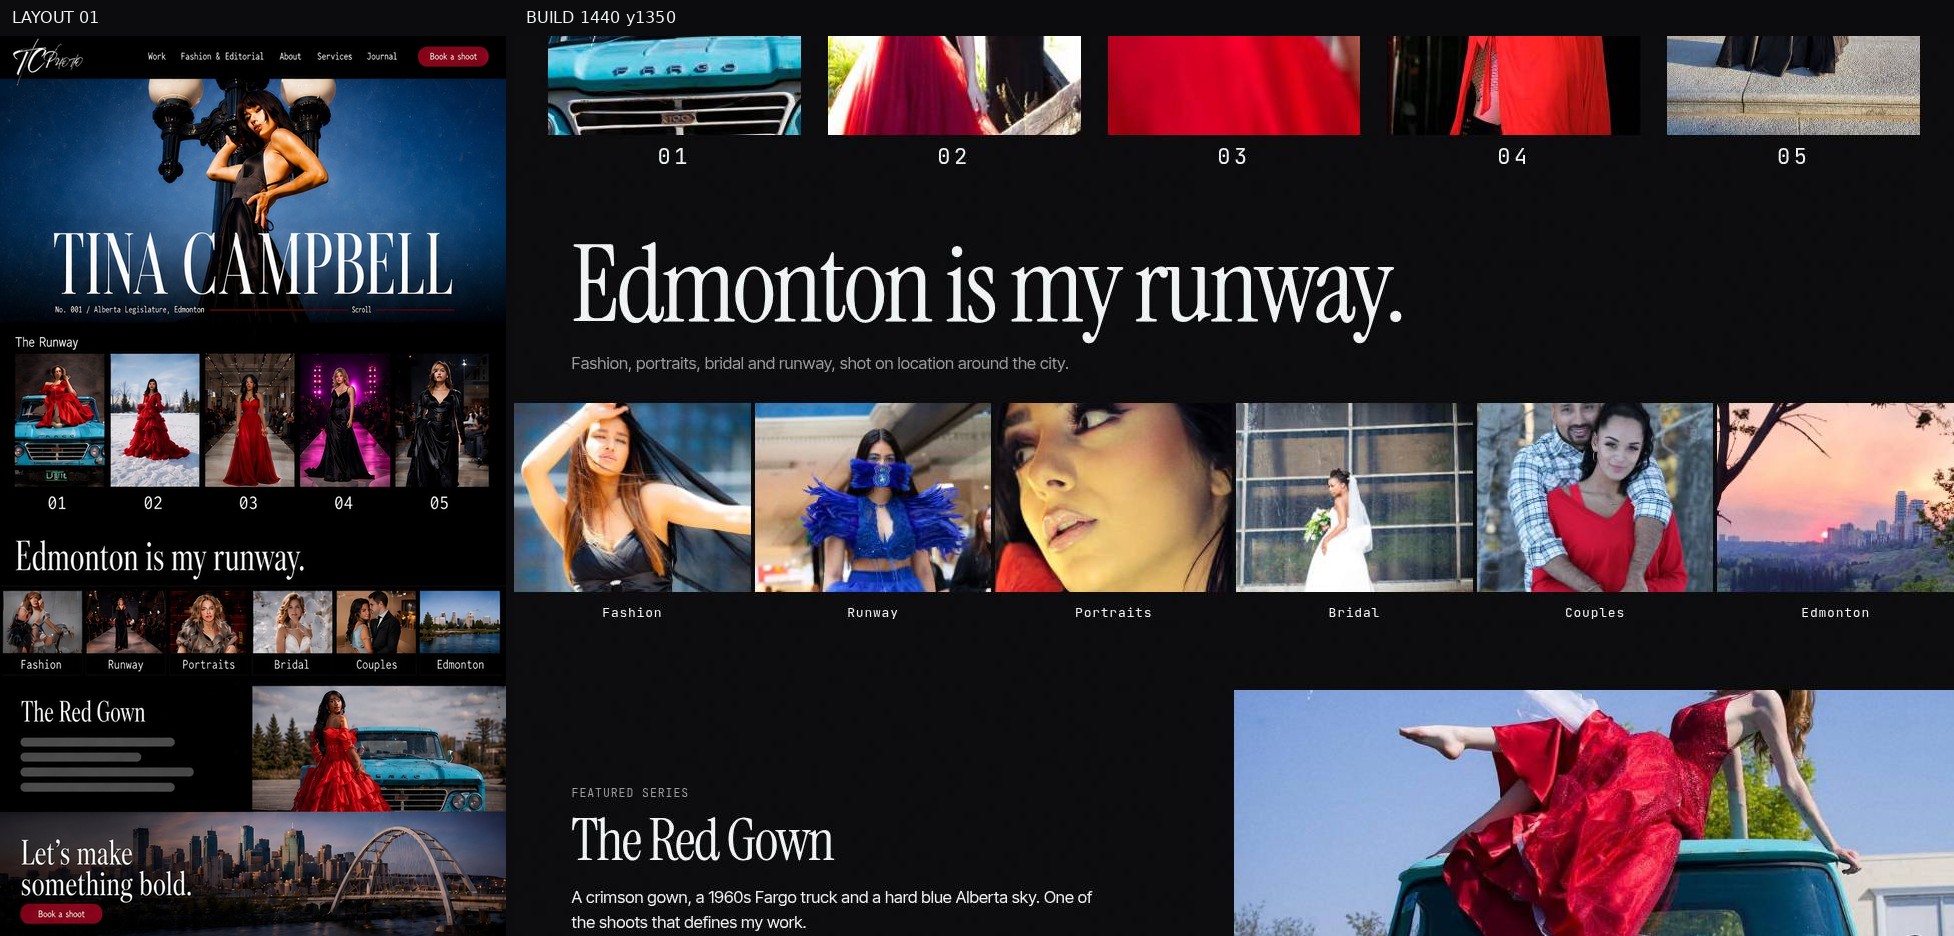 LAYOUT 01
TC Photo
Work
Fashion & Editorial
About
Services
Journal
Book a shoot
TINA CAMPBELL
No. 001 / Alberta Legislature, Edmonton
Scroll
The Runway
01
02
03
04
05
Edmonton is my runway.
Fashion
Runway
Portraits
Bridal
Couples
Edmonton
The Red Gown
Let's make
something bold.
Book a shoot
BUILD 1440 y1350
FARGO
01
02
03
04
05
Edmonton is my runway.
Fashion, portraits, bridal and runway, shot on location around the city.
Fashion
Runway
Portraits
Bridal
Couples
Edmonton
FEATURED SERIES
The Red Gown
A crimson gown, a 1960s Fargo truck and a hard blue Alberta sky. One of
the shoots that defines my work.